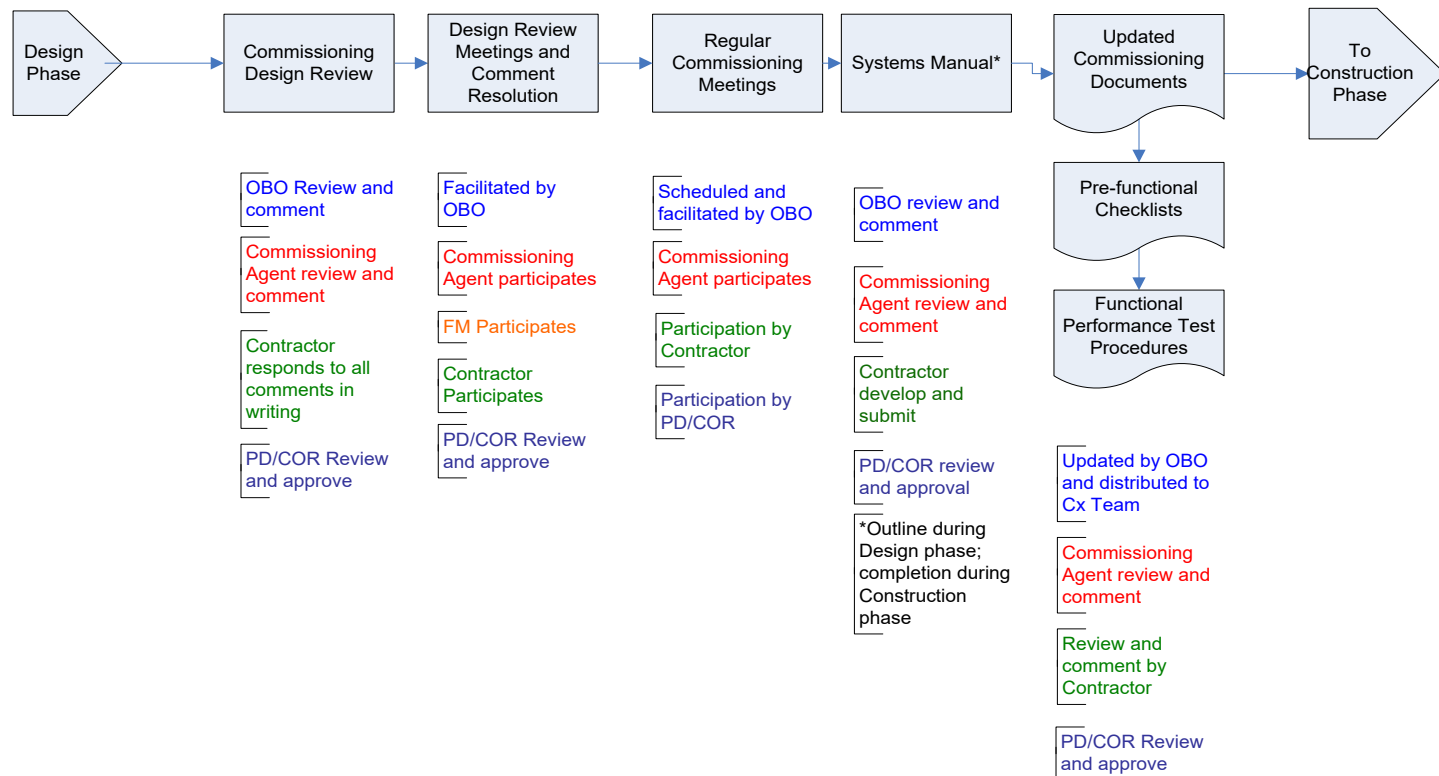 Design
Phase
Commissioning
Design Review
Design Review
Meetings and
Comment
Resolution
Regular
Commissioning
Meetings
Systems Manual*
Updated
Commissioning
Documents
To
Construction
Phase
Pre-functional
Checklists
Functional
Performance Test
Procedures
OBO Review and
comment
Commissioning
Agent review and
comment
Contractor
responds to all
comments in
writing
PD/COR Review
and approve
Facilitated by
OBO
Commissioning
Agent participates
FM Participates
Contractor
Participates
PD/COR Review
and approve
Scheduled and
facilitated by OBO
Commissioning
Agent participates
Participation by
Contractor
Participation by
PD/COR
OBO review and
comment
Commissioning
Agent review and
comment
Contractor
develop and
submit
PD/COR review
and approval
*Outline during
Design phase;
completion during
Construction
phase
Updated by OBO
and distributed to
Cx Team
Commissioning
Agent review and
comment
Review and
comment by
Contractor
PD/COR Review
and approve